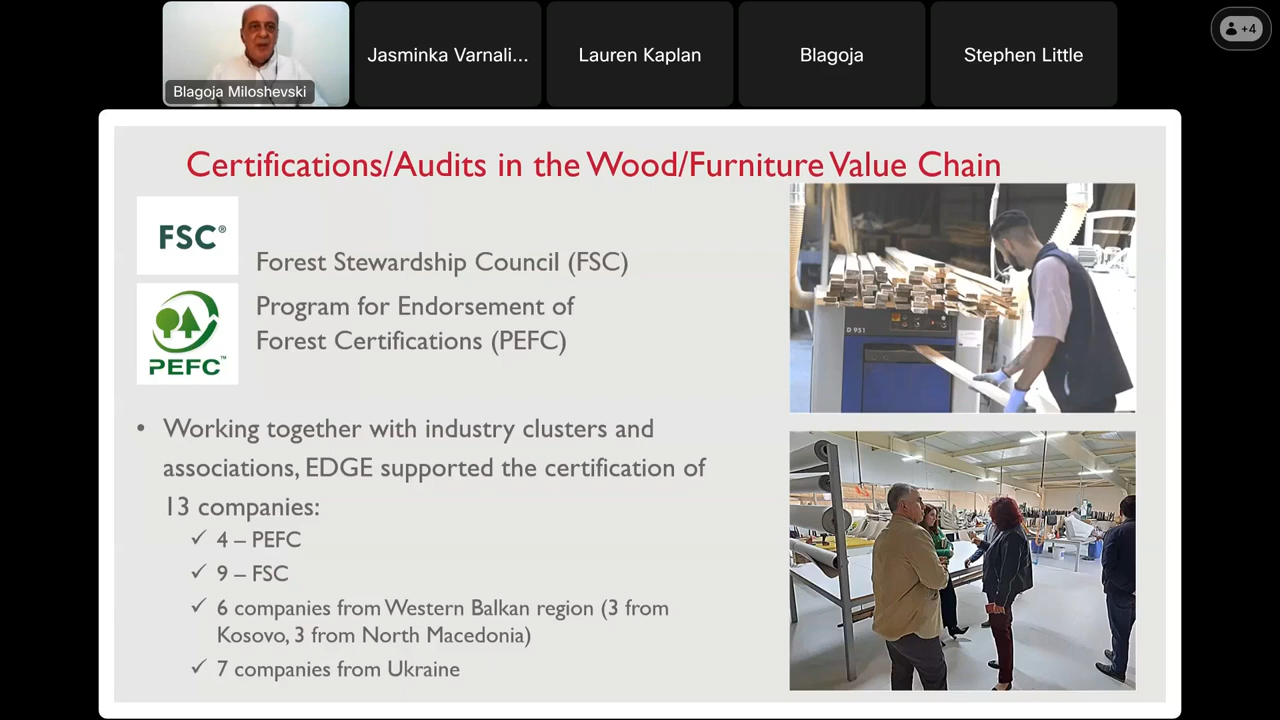 Blagoja Miloshevski
Jasminka Varnali...
Lauren Kaplan
Blagoja
Stephen Little
+4
Certifications/Audits in the Wood/Furniture Value Chain
FSC®
Forest Stewardship Council (FSC)
Program for Endorsement of
Forest Certifications (PEFC)
PEFC™
D 951
• Working together with industry clusters and
associations, EDGE supported the certification of
13 companies:
✓ 4 – PEFC
✓ 9 – FSC
✓ 6 companies from Western Balkan region (3 from
Kosovo, 3 from North Macedonia)
✓ 7 companies from Ukraine